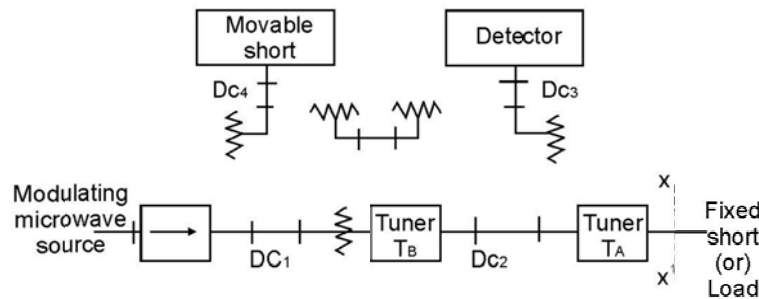 Movable
short
Detector
Dc4
Dc3
Modulating
microwave
source
DC1
Tuner
TB
Dc2
Tuner
TA
x
x1
Fixed
short
(or)
Load